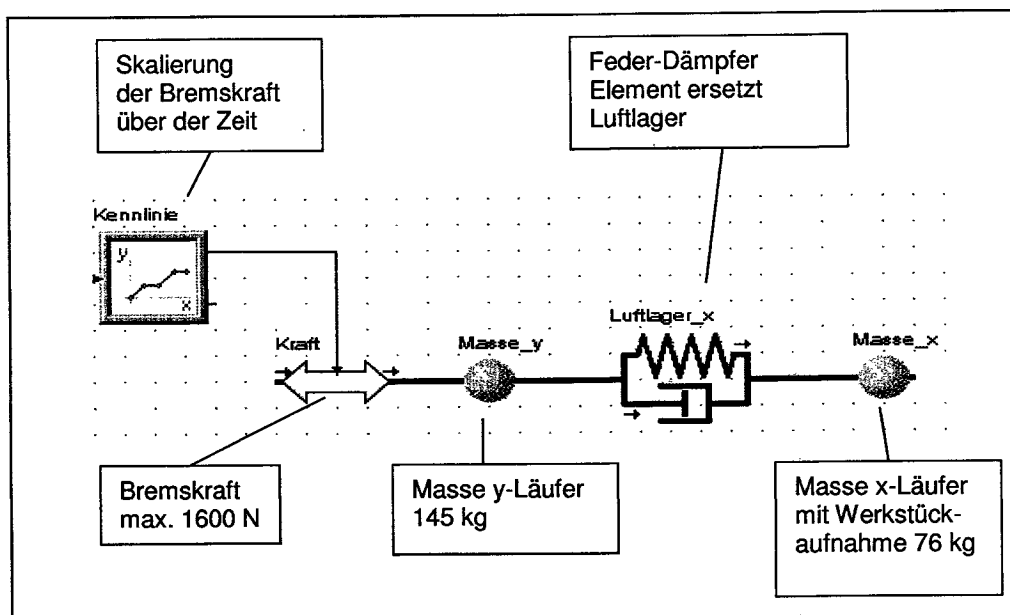 Skalierung
der Bremskraft
über der Zeit
Feder-Dämpfer
Element ersetzt
Luftlager
Kennlinie
y
x
Kraft
Masse_y
Luftlager_x
Masse_x
Bremskraft
max. 1600 N
Masse y-Läufer
145 kg
Masse x-Läufer
mit Werkstück-
aufnahme 76 kg